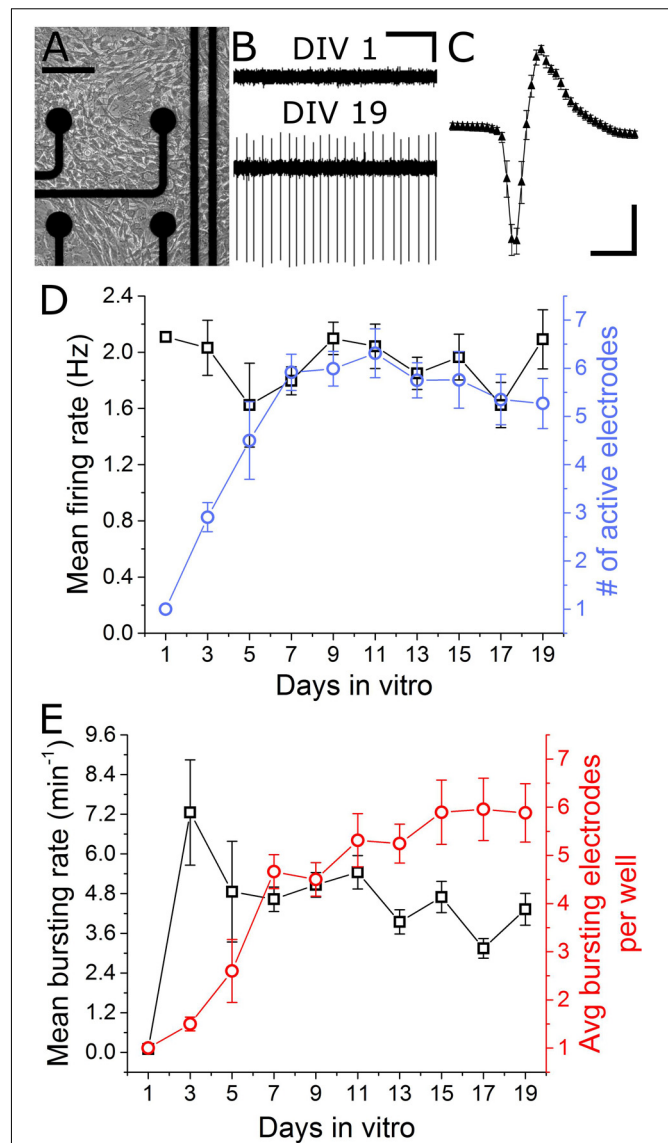 A
B
C
DIV 1
DIV 19
D
2.4
2.0
1.6
1.2
0.8
0.4
0.0
Mean firing rate (Hz)
7
6
5
4
3
2
1
# of active electrodes
1 3 5 7 9 11 13 15 17 19
Days in vitro
E
9.6
8.4
7.2
6.0
4.8
3.6
2.4
1.2
0.0
Mean bursting rate (min⁻¹)
7
6
5
4
3
2
1
Avg bursting electrodes
per well
1 3 5 7 9 11 13 15 17 19
Days in vitro